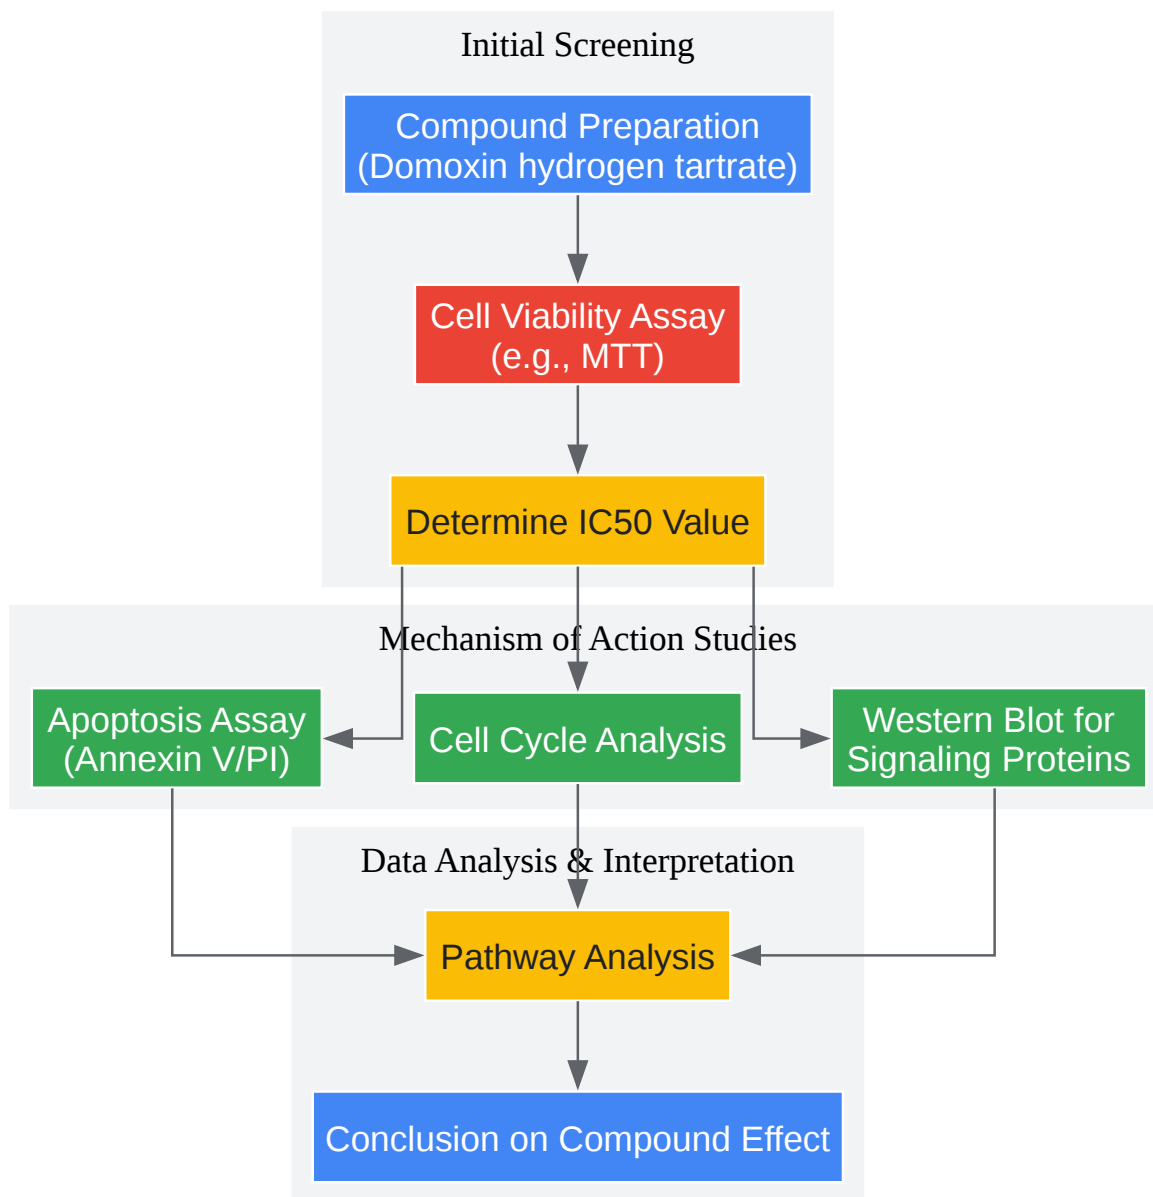 Initial Screening
Compound Preparation
(Domoxin hydrogen tartrate)
Cell Viability Assay
(e.g., MTT)
Determine IC50 Value
Mechanism of Action Studies
Apoptosis Assay
(Annexin V/PI)
Cell Cycle Analysis
Western Blot for
Signaling Proteins
Data Analysis & Interpretation
Pathway Analysis
Conclusion on Compound Effect